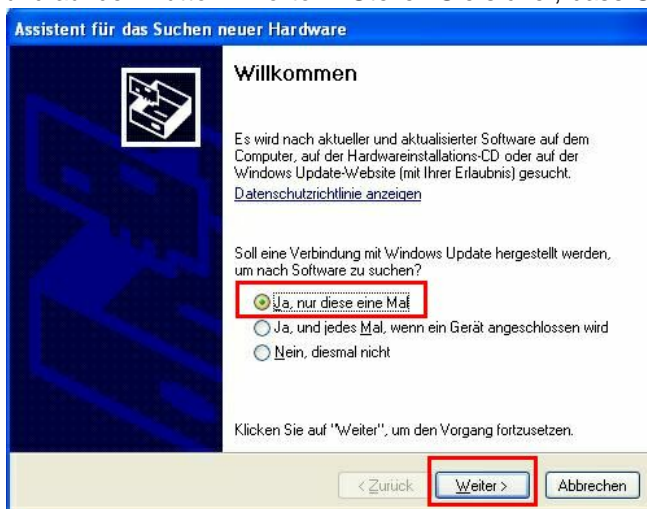 Assistent für das Suchen neuer Hardware
Willkommen
Es wird nach aktueller und aktualisierter Software auf dem
Computer, auf der Hardwareinstallations-CD oder auf der
Windows Update-Website (mit Ihrer Erlaubnis) gesucht.
Datenschutzrichtlinie anzeigen
Soll eine Verbindung mit Windows Update hergestellt werden,
um nach Software zu suchen?
Ja, nur diese eine Mal
Ja, und jedes Mal, wenn ein Gerät angeschlossen wird
Nein, diesmal nicht
Klicken Sie auf "Weiter", um den Vorgang fortzusetzen.
< Zurück Weiter > Abbrechen